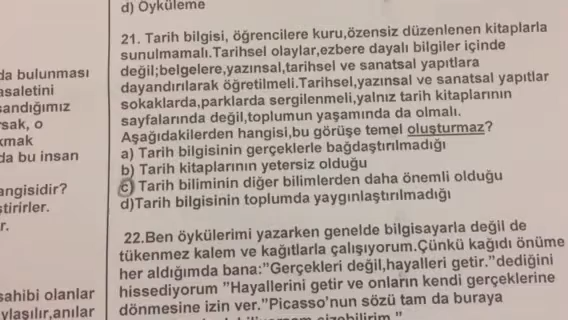 da bulunması
asaletini
sandığımız
rsak, o
kmak
da bu insan
angisidir?
stirirler.
r.
sahibi olanlar
ylaşılır,anılar
d) Öyküleme
21. Tarih bilgisi, öğrencilere kuru,özensiz düzenlenen kitaplarla
sunulmamalı.Tarihsel olaylar,ezbere dayalı bilgiler içinde
değil;belgelere,yazınsal,tarihsel ve sanatsal yapıtlara
dayandırılarak öğretilmeli.Tarihsel,yazınsal ve sanatsal yapıtlar
sokaklarda,parklarda sergilenmeli,yalnız tarih kitaplarının
sayfalarında değil,toplumun yaşamında da olmalı.
Aşağıdakilerden hangisi,bu görüşe temel oluşturmaz?
a) Tarih bilgisinin gerçeklerle bağdaştırılmadığı
b) Tarih kitaplarının yetersiz olduğu
c) Tarih biliminin diğer bilimlerden daha önemli olduğu
d)Tarih bilgisinin toplumda yaygınlaştırılmadığı
22.Ben öykülerimi yazarken genelde bilgisayarla değil de
tükenmez kalem ve kağıtlarla çalışıyorum.Çünkü kağıdı önüme
her aldığımda bana:"Gerçekleri değil,hayalleri getir."dediğini
hissediyorum "Hayallerini getir ve onların kendi gerçeklerine
dönmesine izin ver."Picasso'nun sözü tam da buraya